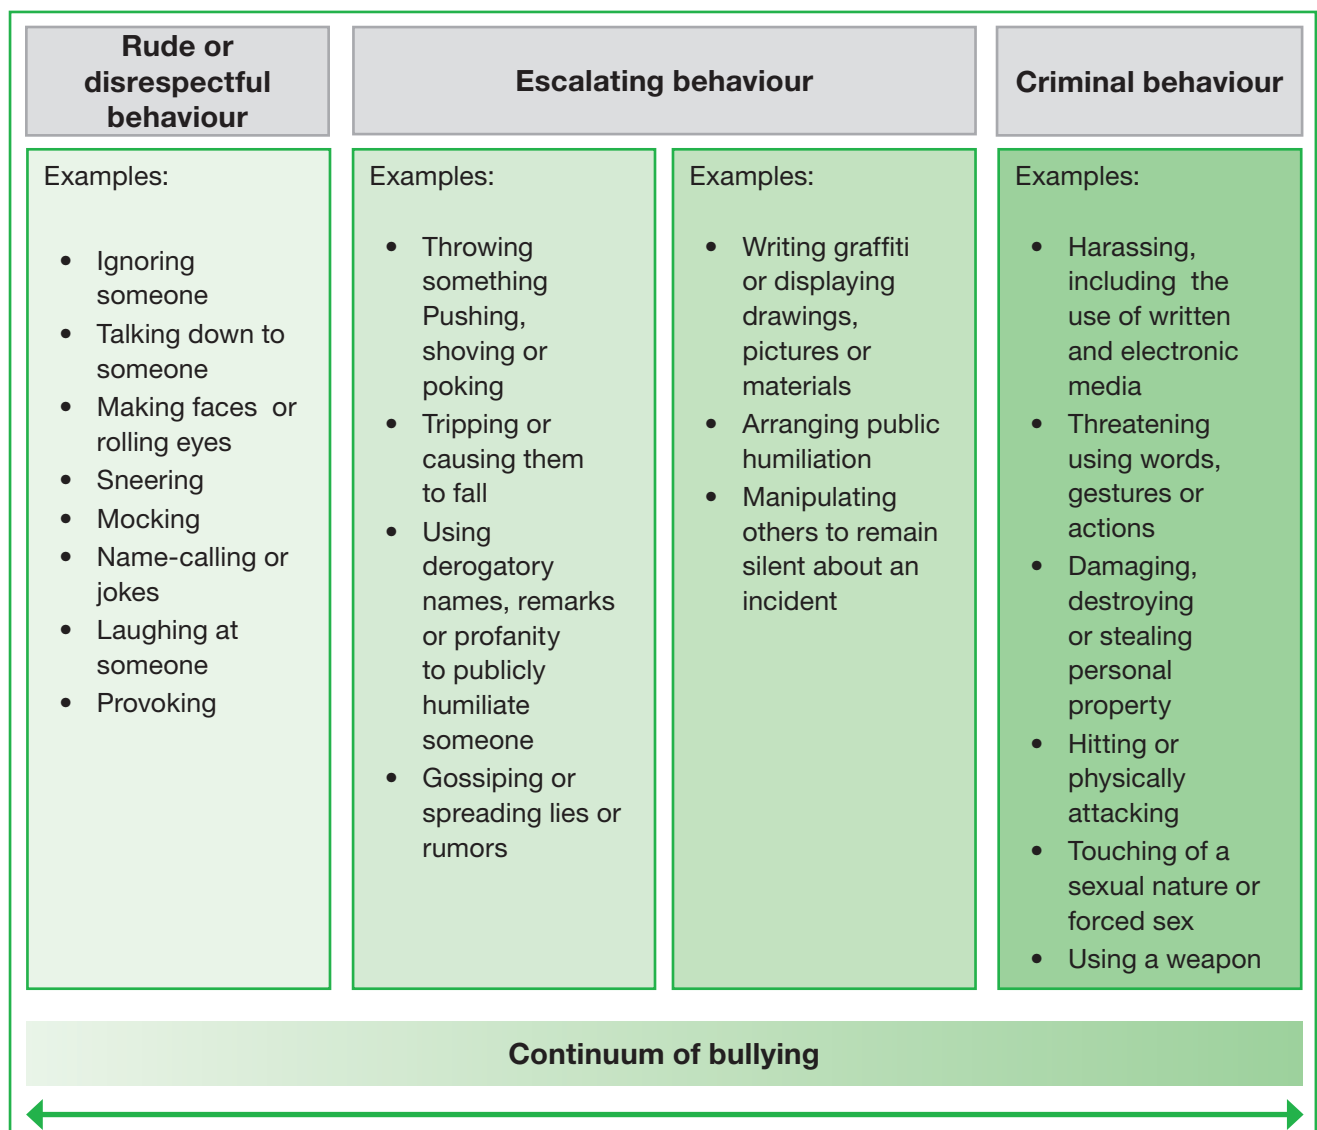 Rude or
disrespectful
behaviour
Escalating behaviour
Criminal behaviour
Examples:
• Ignoring
someone
• Talking down to
someone
• Making faces or
rolling eyes
• Sneering
• Mocking
• Name-calling or
jokes
• Laughing at
someone
• Provoking
Examples:
• Throwing
something
Pushing,
shoving or
poking
• Tripping or
causing them
to fall
• Using
derogatory
names, remarks
or profanity
to publicly
humiliate
someone
• Gossiping or
spreading lies or
rumors
Examples:
• Writing graffiti
or displaying
drawings,
pictures or
materials
• Arranging public
humiliation
• Manipulating
others to remain
silent about an
incident
Examples:
• Harassing,
including the
use of written
and electronic
media
• Threatening
using words,
gestures or
actions
• Damaging,
destroying
or stealing
personal
property
• Hitting or
physically
attacking
• Touching of a
sexual nature or
forced sex
• Using a weapon
Continuum of bullying